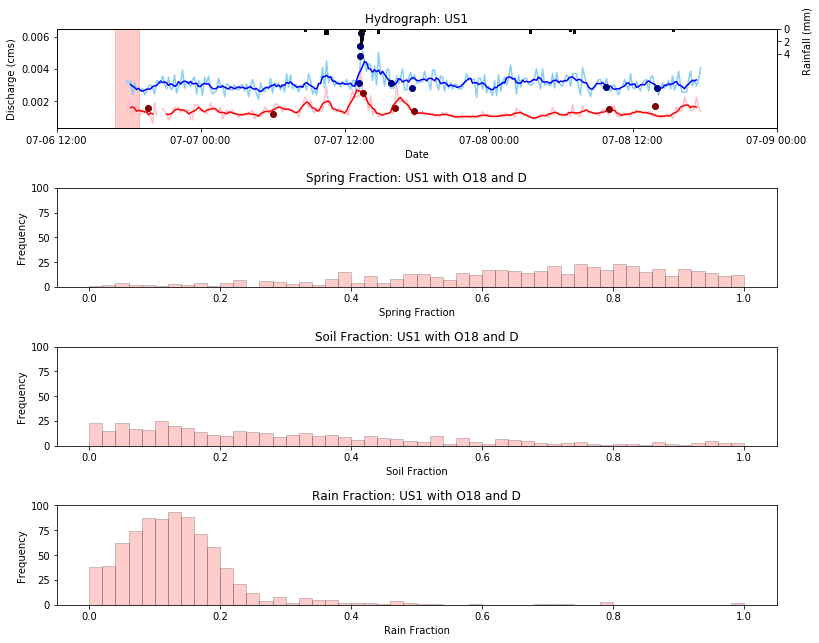 Hydrograph: US1
0.006
0.004
0.002
Discharge (cms)
0
2
4
Rainfall (mm)
07-06 12:00 07-07 00:00 07-07 12:00 07-08 00:00 07-08 12:00 07-09 00:00
Date
Spring Fraction: US1 with O18 and D
100
75
50
25
0
Frequency
0.0 0.2 0.4 0.6 0.8 1.0
Spring Fraction
Soil Fraction: US1 with O18 and D
100
75
50
25
0
Frequency
0.0 0.2 0.4 0.6 0.8 1.0
Soil Fraction
Rain Fraction: US1 with O18 and D
100
75
50
25
0
Frequency
0.0 0.2 0.4 0.6 0.8 1.0
Rain Fraction